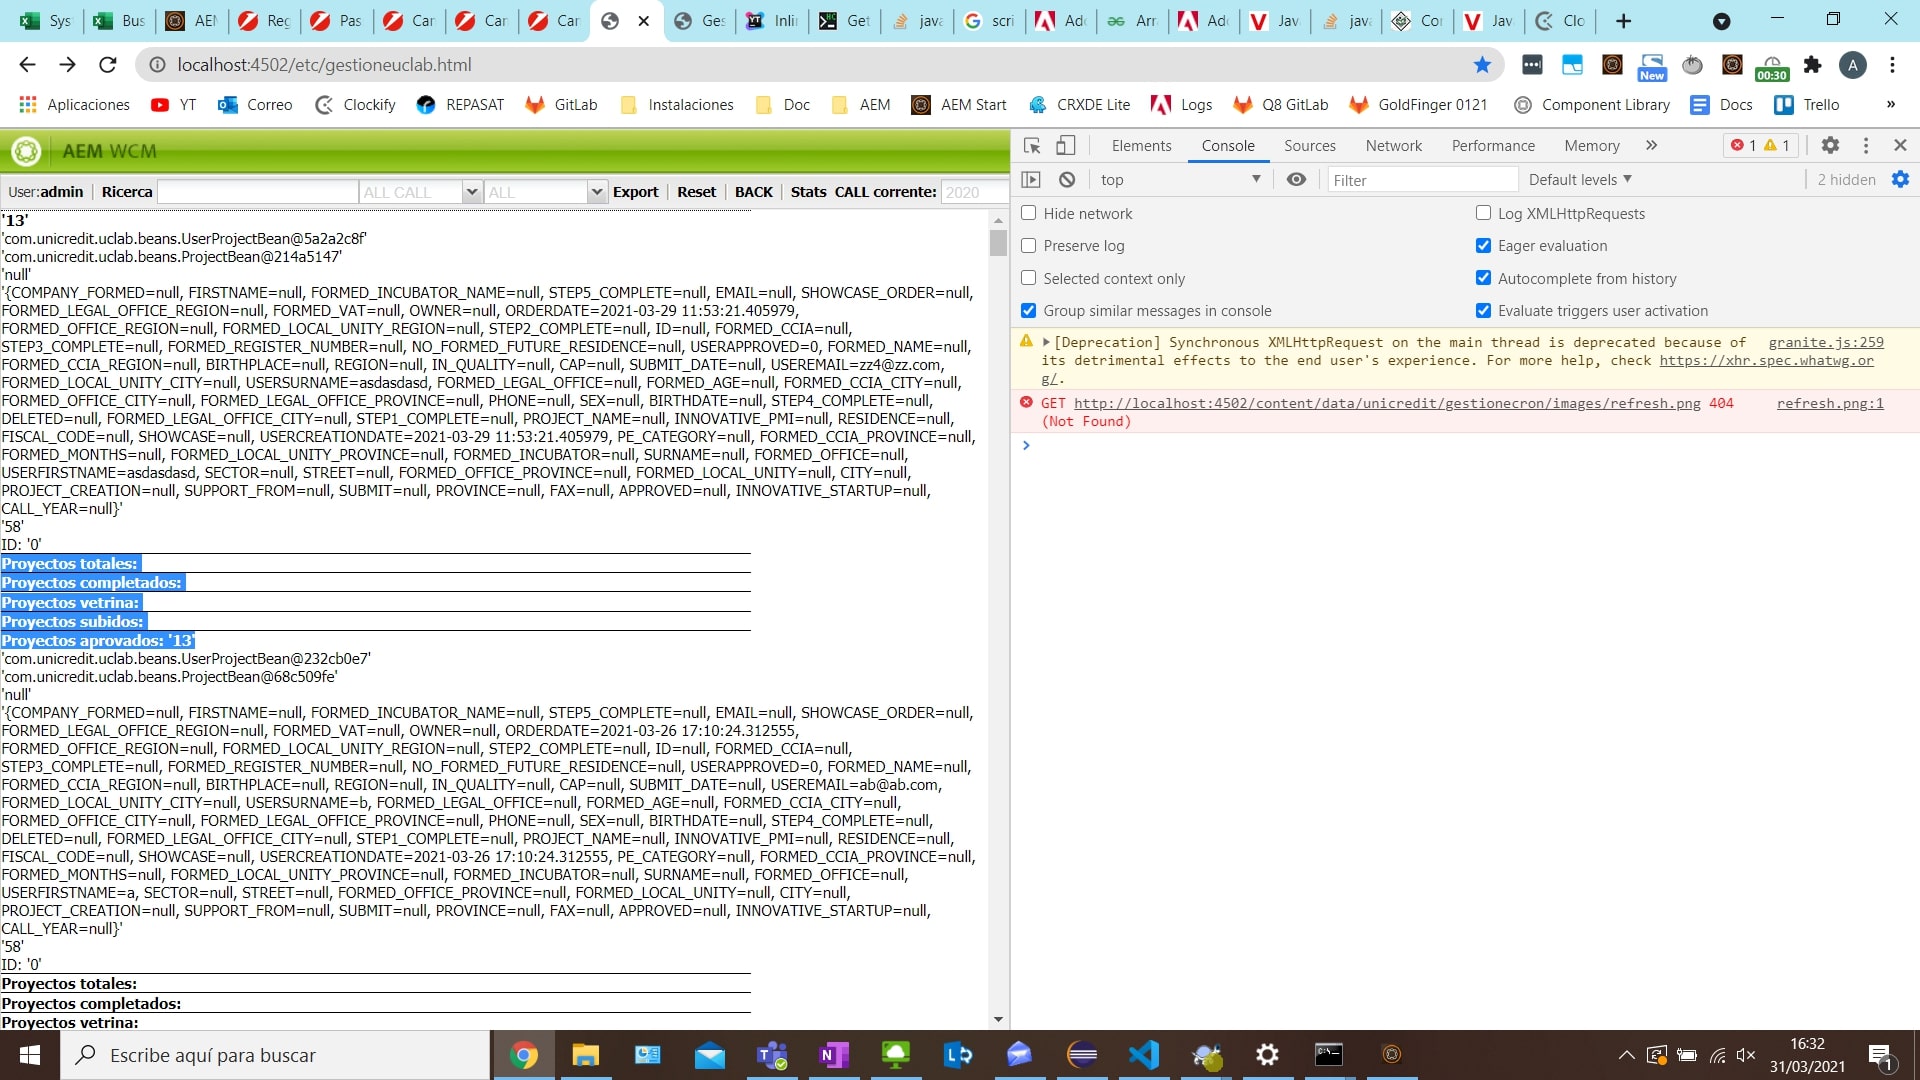 Sys
Bus
AEM
Reg
Pas
Car
Car
Car
Ges
Inlin
Get
java
scri
Ado
Arra
Ado
Jav
java
Cor
Java
Clo
localhost:4502/etc/gestioneuclab.html
New
00:30
A
Aplicaciones
YT
Correo
Clockify
REPASAT
GitLab
Instalaciones
Doc
AEM
AEM Start
CRXDE Lite
Logs
Q8 GitLab
GoldFinger 0121
Component Library
Docs
Trello
»
AEM WCM
User:admin | Ricerca ALL CALL ALL Export | Reset | BACK | Stats CALL corrente: 2020
'13'
'com.unicredit.uclab.beans.UserProjectBean@5a2a2c8f'
'com.unicredit.uclab.beans.ProjectBean@214a5147'
'null'
'{COMPANY_FORMED=null, FIRSTNAME=null, FORMED_INCUBATOR_NAME=null, STEP5_COMPLETE=null, EMAIL=null, SHOWCASE_ORDER=null,
FORMED_LEGAL_OFFICE_REGION=null, FORMED_VAT=null, OWNER=null, ORDERDATE=2021-03-29 11:53:21.405979,
FORMED_OFFICE_REGION=null, FORMED_LOCAL_UNITY_REGION=null, STEP2_COMPLETE=null, ID=null, FORMED_CCIA=null,
STEP3_COMPLETE=null, FORMED_REGISTER_NUMBER=null, NO_FORMED_FUTURE_RESIDENCE=null, USERAPPROVED=0, FORMED_NAME=null,
FORMED_CCIA_REGION=null, BIRTHPLACE=null, REGION=null, IN_QUALITY=null, CAP=null, SUBMIT_DATE=null, USEREMAIL=zz4@zz.com,
FORMED_LOCAL_UNITY_CITY=null, USERSURNAME=asdasdasd, FORMED_LEGAL_OFFICE=null, FORMED_AGE=null, FORMED_CCIA_CITY=null,
FORMED_OFFICE_CITY=null, FORMED_LEGAL_OFFICE_PROVINCE=null, PHONE=null, SEX=null, BIRTHDATE=null, STEP4_COMPLETE=null,
DELETED=null, FORMED_LEGAL_OFFICE_CITY=null, STEP1_COMPLETE=null, PROJECT_NAME=null, INNOVATIVE_PMI=null, RESIDENCE=null,
FISCAL_CODE=null, SHOWCASE=null, USERCREATIONDATE=2021-03-29 11:53:21.405979, PE_CATEGORY=null, FORMED_CCIA_PROVINCE=null,
FORMED_MONTHS=null, FORMED_LOCAL_UNITY_PROVINCE=null, FORMED_INCUBATOR=null, SURNAME=null, FORMED_OFFICE=null,
USERFIRSTNAME=asdasdasd, SECTOR=null, STREET=null, FORMED_OFFICE_PROVINCE=null, FORMED_LOCAL_UNITY=null, CITY=null,
PROJECT_CREATION=null, SUPPORT_FROM=null, SUBMIT=null, PROVINCE=null, FAX=null, APPROVED=null, INNOVATIVE_STARTUP=null,
CALL_YEAR=null}'
'58'
ID: '0'
Proyectos totales:
Proyectos completados:
Proyectos vetrina:
Proyectos subidos:
Proyectos aprovados: '13'
'com.unicredit.uclab.beans.UserProjectBean@232cb0e7'
'com.unicredit.uclab.beans.ProjectBean@68c509fe'
'null'
'{COMPANY_FORMED=null, FIRSTNAME=null, FORMED_INCUBATOR_NAME=null, STEP5_COMPLETE=null, EMAIL=null, SHOWCASE_ORDER=null,
FORMED_LEGAL_OFFICE_REGION=null, FORMED_VAT=null, OWNER=null, ORDERDATE=2021-03-26 17:10:24.312555,
FORMED_OFFICE_REGION=null, FORMED_LOCAL_UNITY_REGION=null, STEP2_COMPLETE=null, ID=null, FORMED_CCIA=null,
STEP3_COMPLETE=null, FORMED_REGISTER_NUMBER=null, NO_FORMED_FUTURE_RESIDENCE=null, USERAPPROVED=0, FORMED_NAME=null,
FORMED_CCIA_REGION=null, BIRTHPLACE=null, REGION=null, IN_QUALITY=null, CAP=null, SUBMIT_DATE=null, USEREMAIL=ab@ab.com,
FORMED_LOCAL_UNITY_CITY=null, USERSURNAME=b, FORMED_LEGAL_OFFICE=null, FORMED_AGE=null, FORMED_CCIA_CITY=null,
FORMED_OFFICE_CITY=null, FORMED_LEGAL_OFFICE_PROVINCE=null, PHONE=null, SEX=null, BIRTHDATE=null, STEP4_COMPLETE=null,
DELETED=null, FORMED_LEGAL_OFFICE_CITY=null, STEP1_COMPLETE=null, PROJECT_NAME=null, INNOVATIVE_PMI=null, RESIDENCE=null,
FISCAL_CODE=null, SHOWCASE=null, USERCREATIONDATE=2021-03-26 17:10:24.312555, PE_CATEGORY=null, FORMED_CCIA_PROVINCE=null,
FORMED_MONTHS=null, FORMED_LOCAL_UNITY_PROVINCE=null, FORMED_INCUBATOR=null, SURNAME=null, FORMED_OFFICE=null,
USERFIRSTNAME=a, SECTOR=null, STREET=null, FORMED_OFFICE_PROVINCE=null, FORMED_LOCAL_UNITY=null, CITY=null,
PROJECT_CREATION=null, SUPPORT_FROM=null, SUBMIT=null, PROVINCE=null, FAX=null, APPROVED=null, INNOVATIVE_STARTUP=null,
CALL_YEAR=null}'
'58'
ID: '0'
Proyectos totales:
Proyectos completados:
Proyectos vetrina:
Elements
Console
Sources
Network
Performance
Memory
»
1
1
top
Filter
Default levels
2 hidden
Hide network
Log XMLHttpRequests
Preserve log
Eager evaluation
Selected context only
Autocomplete from history
Group similar messages in console
Evaluate triggers user activation
[Deprecation] Synchronous XMLHttpRequest on the main thread is deprecated because of granite.js:259
its detrimental effects to the end user's experience. For more help, check https://xhr.spec.whatwg.or
g/.
GET http://localhost:4502/content/data/unicredit/gestionecron/images/refresh.png 404 refresh.png:1
(Not Found)
Escribe aquí para buscar
16:32
31/03/2021
1